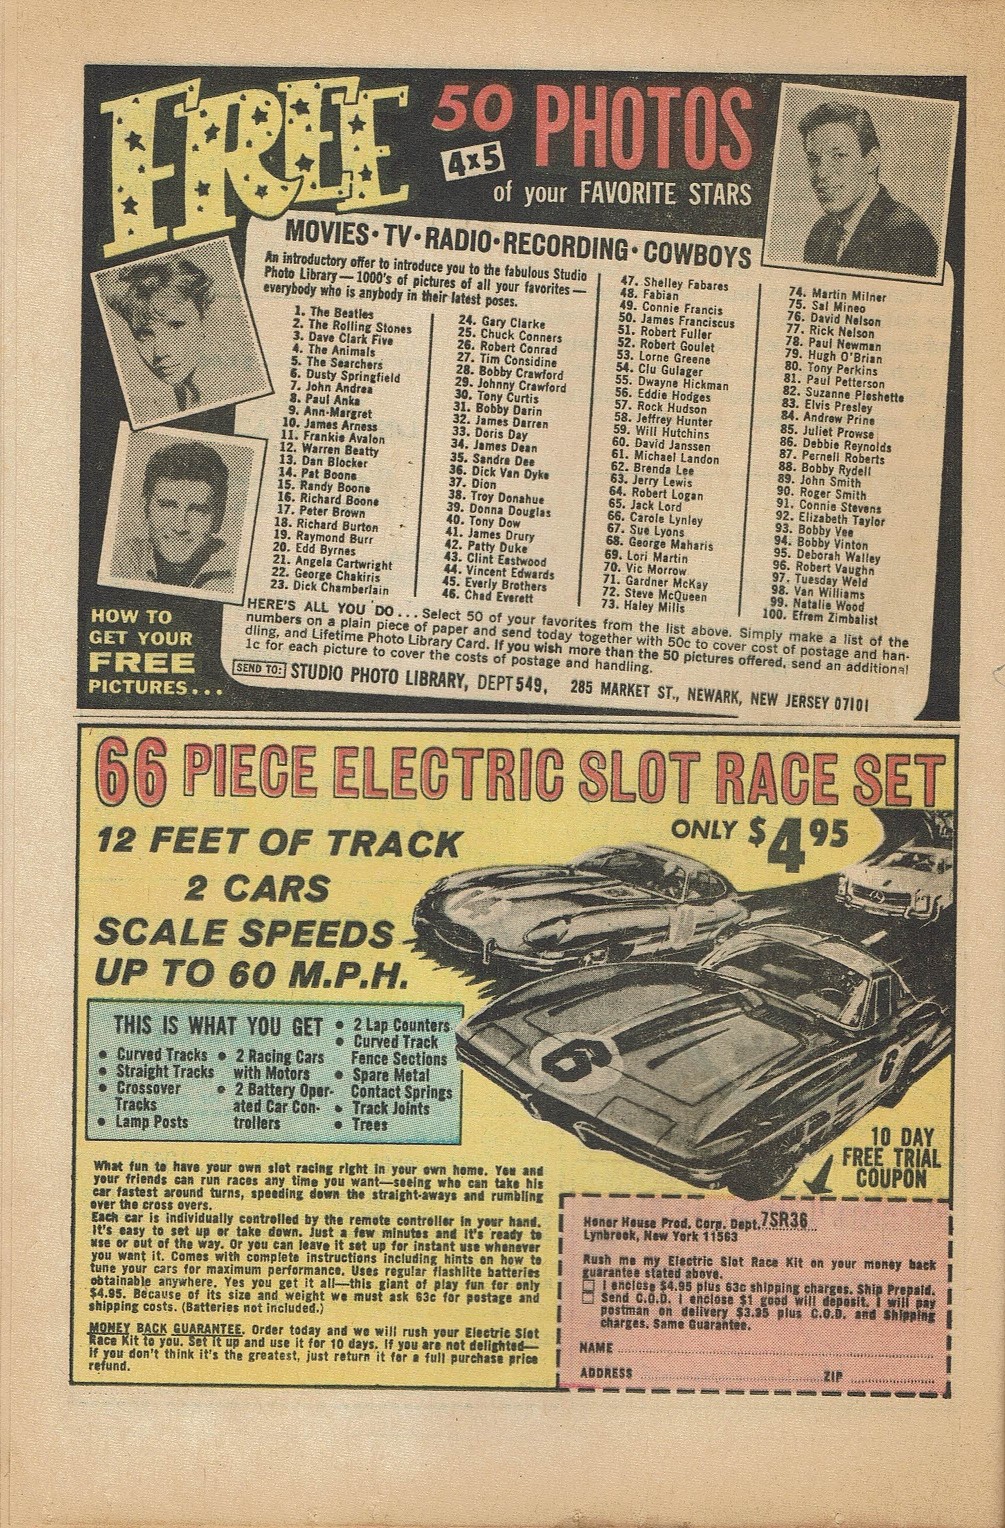 FREE
50 PHOTOS
4x5
of your FAVORITE STARS
MOVIES • TV • RADIO • RECORDING • COWBOYS
An introductory offer to introduce you to the fabulous Studio
Photo Library — 1000's of pictures of all your favorites —
everybody who is anybody in their latest poses.
1. The Beatles
2. The Rolling Stones
3. Dave Clark Five
4. The Animals
5. The Searchers
6. Dusty Springfield
7. John Andrea
8. Paul Anka
9. Ann-Margret
10. James Arness
11. Frankie Avalon
12. Warren Beatty
13. Dan Blocker
14. Pat Boone
15. Randy Boone
16. Richard Boone
17. Peter Brown
18. Richard Burton
19. Raymond Burr
20. Edd Byrnes
21. Angela Cartwright
22. George Chakiris
23. Dick Chamberlain
24. Gary Clarke
25. Chuck Conners
26. Robert Conrad
27. Tim Considine
28. Bobby Crawford
29. Johnny Crawford
30. Tony Curtis
31. Bobby Darin
32. James Darren
33. Doris Day
34. James Dean
35. Sandra Dee
36. Dick Van Dyke
37. Dion
38. Troy Donahue
39. Donna Douglas
40. Tony Dow
41. James Drury
42. Patty Duke
43. Clint Eastwood
44. Vincent Edwards
45. Everly Brothers
46. Chad Everett
47. Shelley Fabares
48. Fabian
49. Connie Francis
50. James Franciscus
51. Robert Fuller
52. Robert Goulet
53. Lorne Greene
54. Clu Gulager
55. Dwayne Hickman
56. Eddie Hodges
57. Rock Hudson
58. Jeffrey Hunter
59. Will Hutchins
60. David Janssen
61. Michael Landon
62. Brenda Lee
63. Jerry Lewis
64. Robert Logan
65. Jack Lord
66. Carole Lynley
67. Sue Lyons
68. George Maharis
69. Lori Martin
70. Vic Morrow
71. Gardner McKay
72. Steve McQueen
73. Haley Mills
74. Martin Milner
75. Sal Mineo
76. David Nelson
77. Rick Nelson
78. Paul Newman
79. Hugh O'Brian
80. Tony Perkins
81. Paul Petterson
82. Suzanne Pleshette
83. Elvis Presley
84. Andrew Prine
85. Juliet Prowse
86. Debbie Reynolds
87. Pernell Roberts
88. Bobby Rydell
89. John Smith
90. Roger Smith
91. Connie Stevens
92. Elizabeth Taylor
93. Bobby Vee
94. Bobby Vinton
95. Deborah Walley
96. Robert Vaughn
97. Tuesday Weld
98. Van Williams
99. Natalie Wood
100. Efrem Zimbalist
HOW TO
GET YOUR
FREE
PICTURES...
HERE'S ALL YOU DO ... Select 50 of your favorites from the list above. Simply make a list of the
numbers on a plain piece of paper and send today together with 50c to cover cost of postage and han-
dling, and Lifetime Photo Library Card. If you wish more than the 50 pictures offered, send an additional
1c for each picture to cover the costs of postage and handling.
SEND TO: STUDIO PHOTO LIBRARY, DEPT 549, 285 MARKET ST., NEWARK, NEW JERSEY 07101
66 PIECE ELECTRIC SLOT RACE SET
ONLY $4.95
12 FEET OF TRACK
2 CARS
SCALE SPEEDS
UP TO 60 M.P.H.
THIS IS WHAT YOU GET
• Curved Tracks
• Straight Tracks
• Crossover
Tracks
• Lamp Posts
• 2 Racing Cars
with Motors
• 2 Battery Oper-
ated Car Con-
trollers
• 2 Lap Counters
• Curved Track
Fence Sections
• Spare Metal
Contact Springs
• Track Joints
• Trees
6
6
What fun to have your own slot racing right in your own home. You and
your friends can run races any time you want—seeing who can take his
car fastest around turns, speeding down the straight-aways and rumbling
over the cross overs.
Each car is individually controlled by the remote controller in your hand.
It's easy to set up or take down. Just a few minutes and it's ready to
use or out of the way. Or you can leave it set up for instant use whenever
you want it. Comes with complete instructions including hints on how to
tune your cars for maximum performance. Uses regular flashlite batteries
obtainable anywhere. Yes you get it all—this giant of play fun for only
$4.95. Because of its size and weight we must ask 63c for postage and
shipping costs. (Batteries not included.)
MONEY BACK GUARANTEE. Order today and we will rush your Electric Slot
Race Kit to you. Set it up and use it for 10 days. If you are not delighted—
if you don't think it's the greatest, just return it for a full purchase price
refund.
10 DAY
FREE TRIAL
COUPON
Honor House Prod. Corp. Dept. 7SR36
Lynbrook, New York 11563
Rush me my Electric Slot Race Kit on your money back
guarantee stated above.
I enclose $4.95 plus 63c shipping charges. Ship Prepaid.
Send C.O.D. I enclose $1 good will deposit. I will pay
postman on delivery $3.95 plus C.O.D. and Shipping
charges. Same Guarantee.
NAME
ADDRESS ZIP